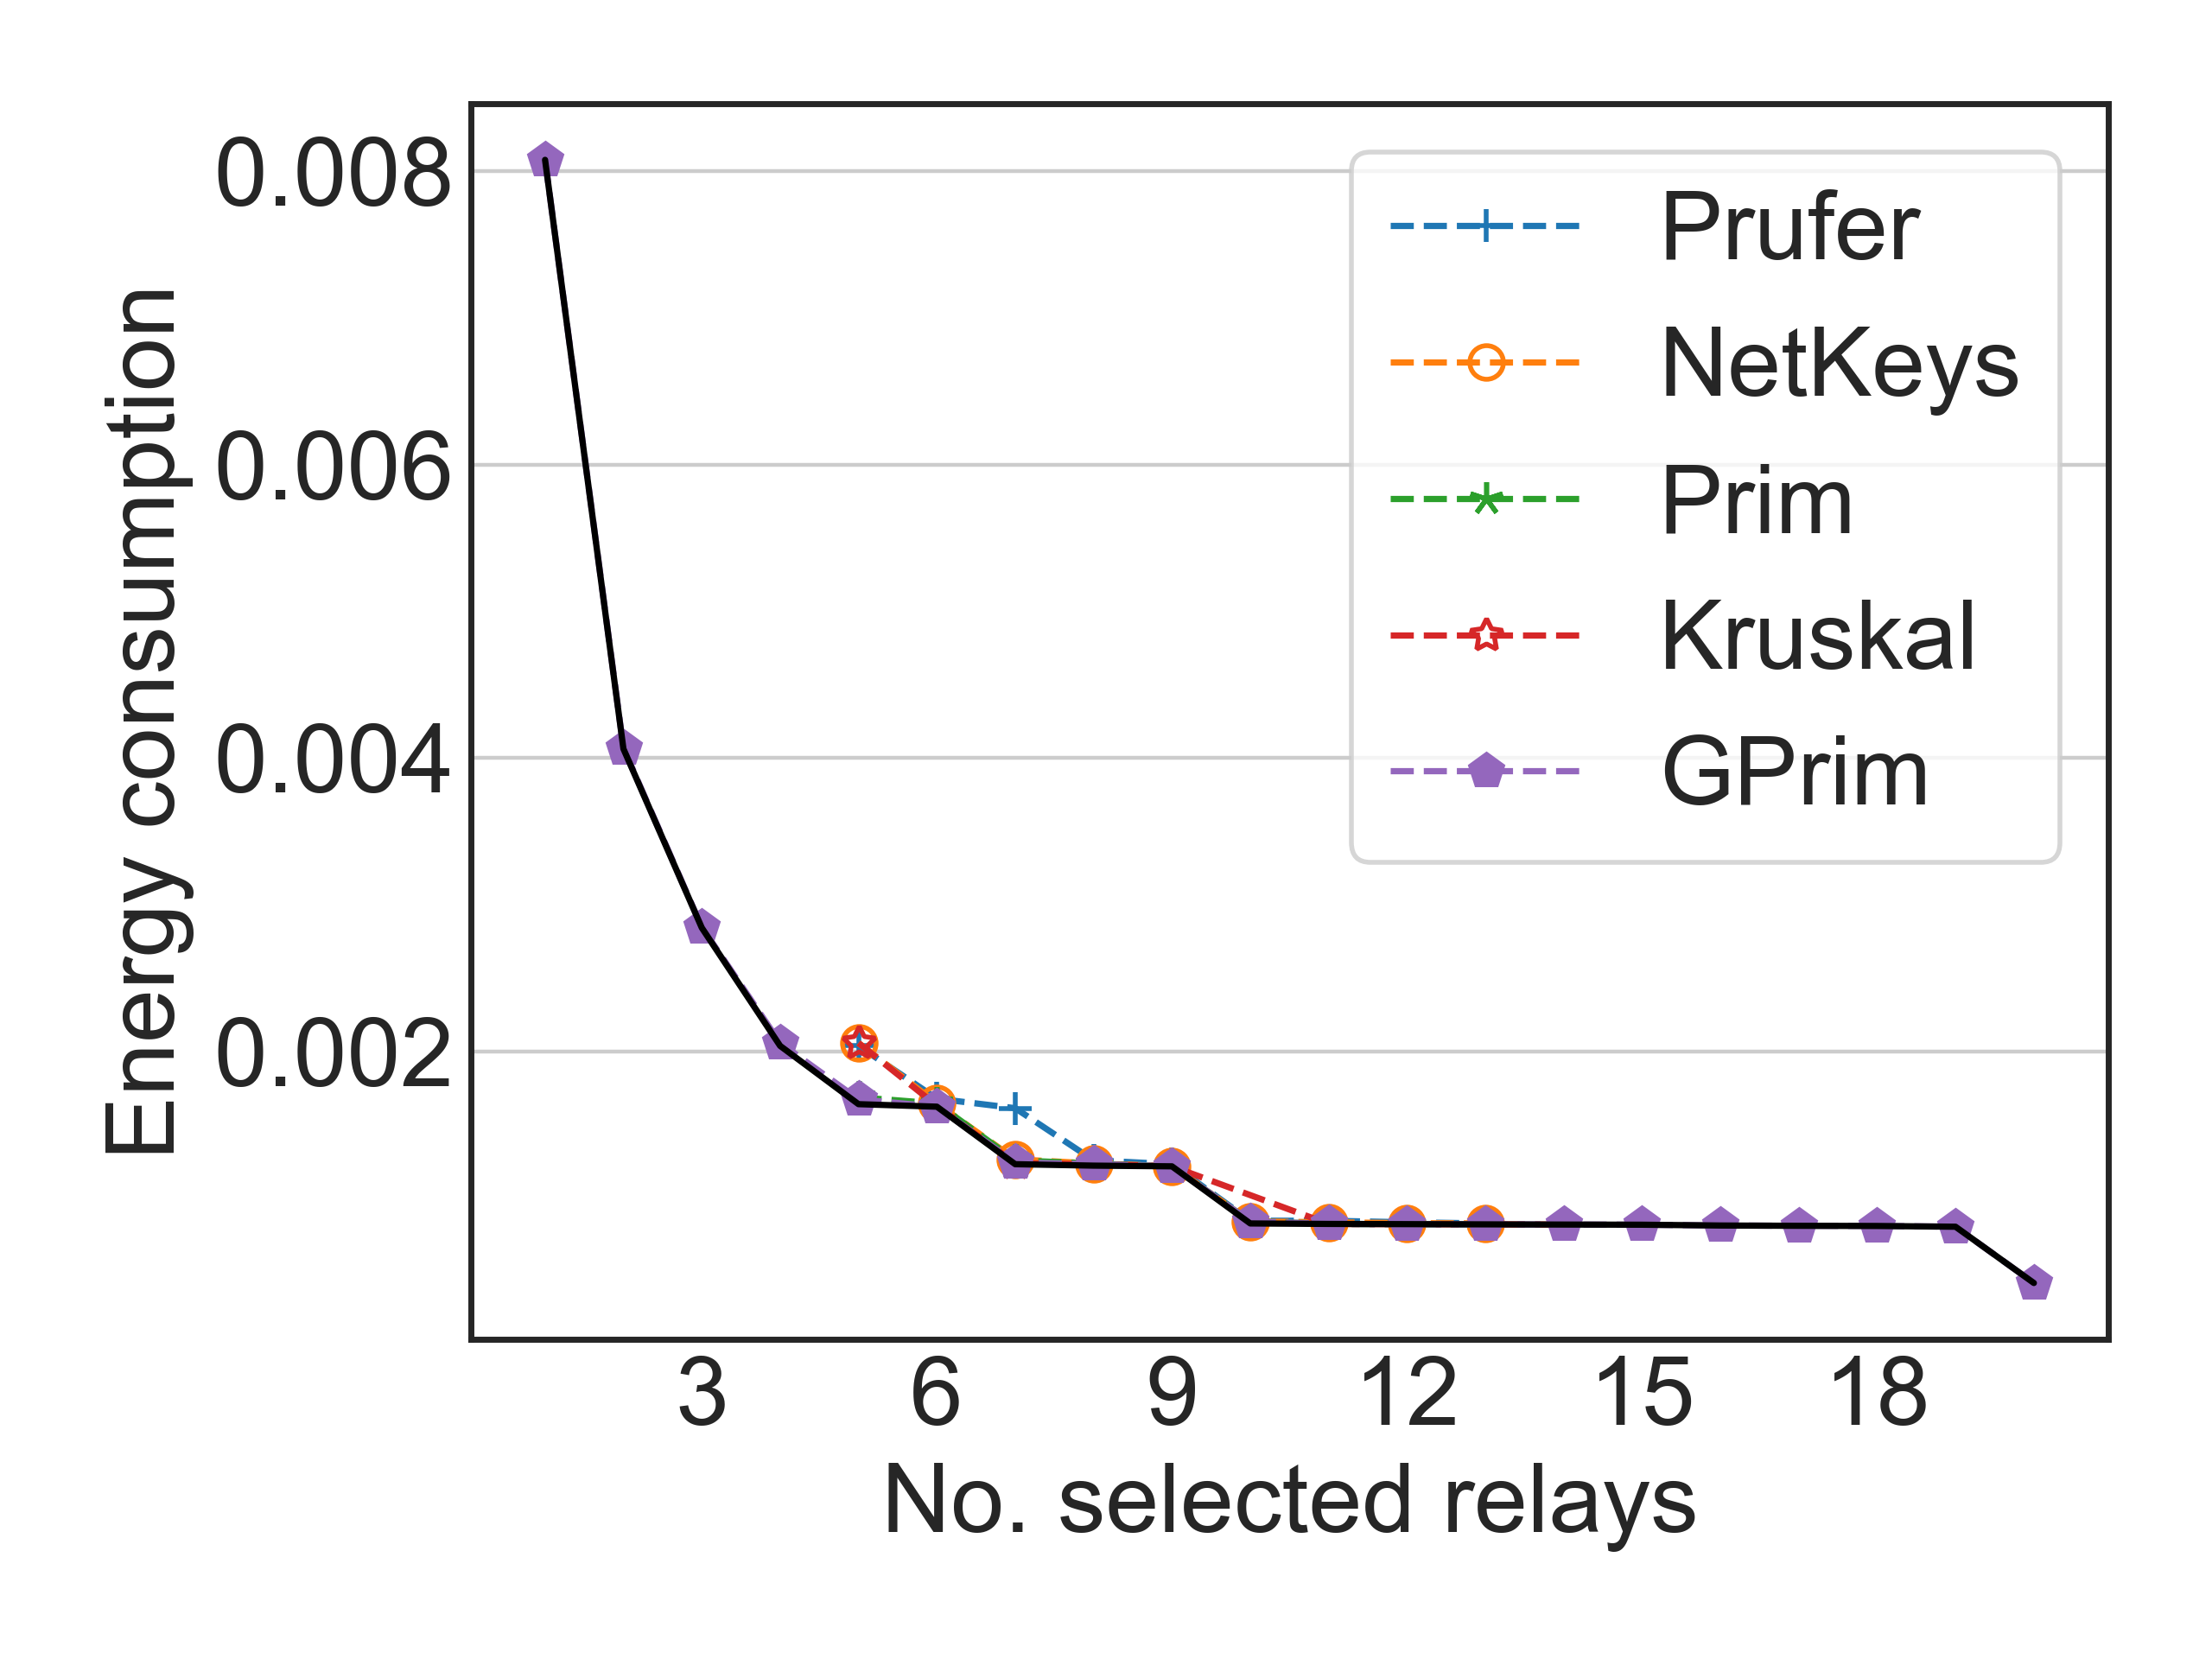 Energy consumption
0.008
0.006
0.004
0.002
Prufer
NetKeys
Prim
Kruskal
GPrim
3 6 9 12 15 18
No. selected relays